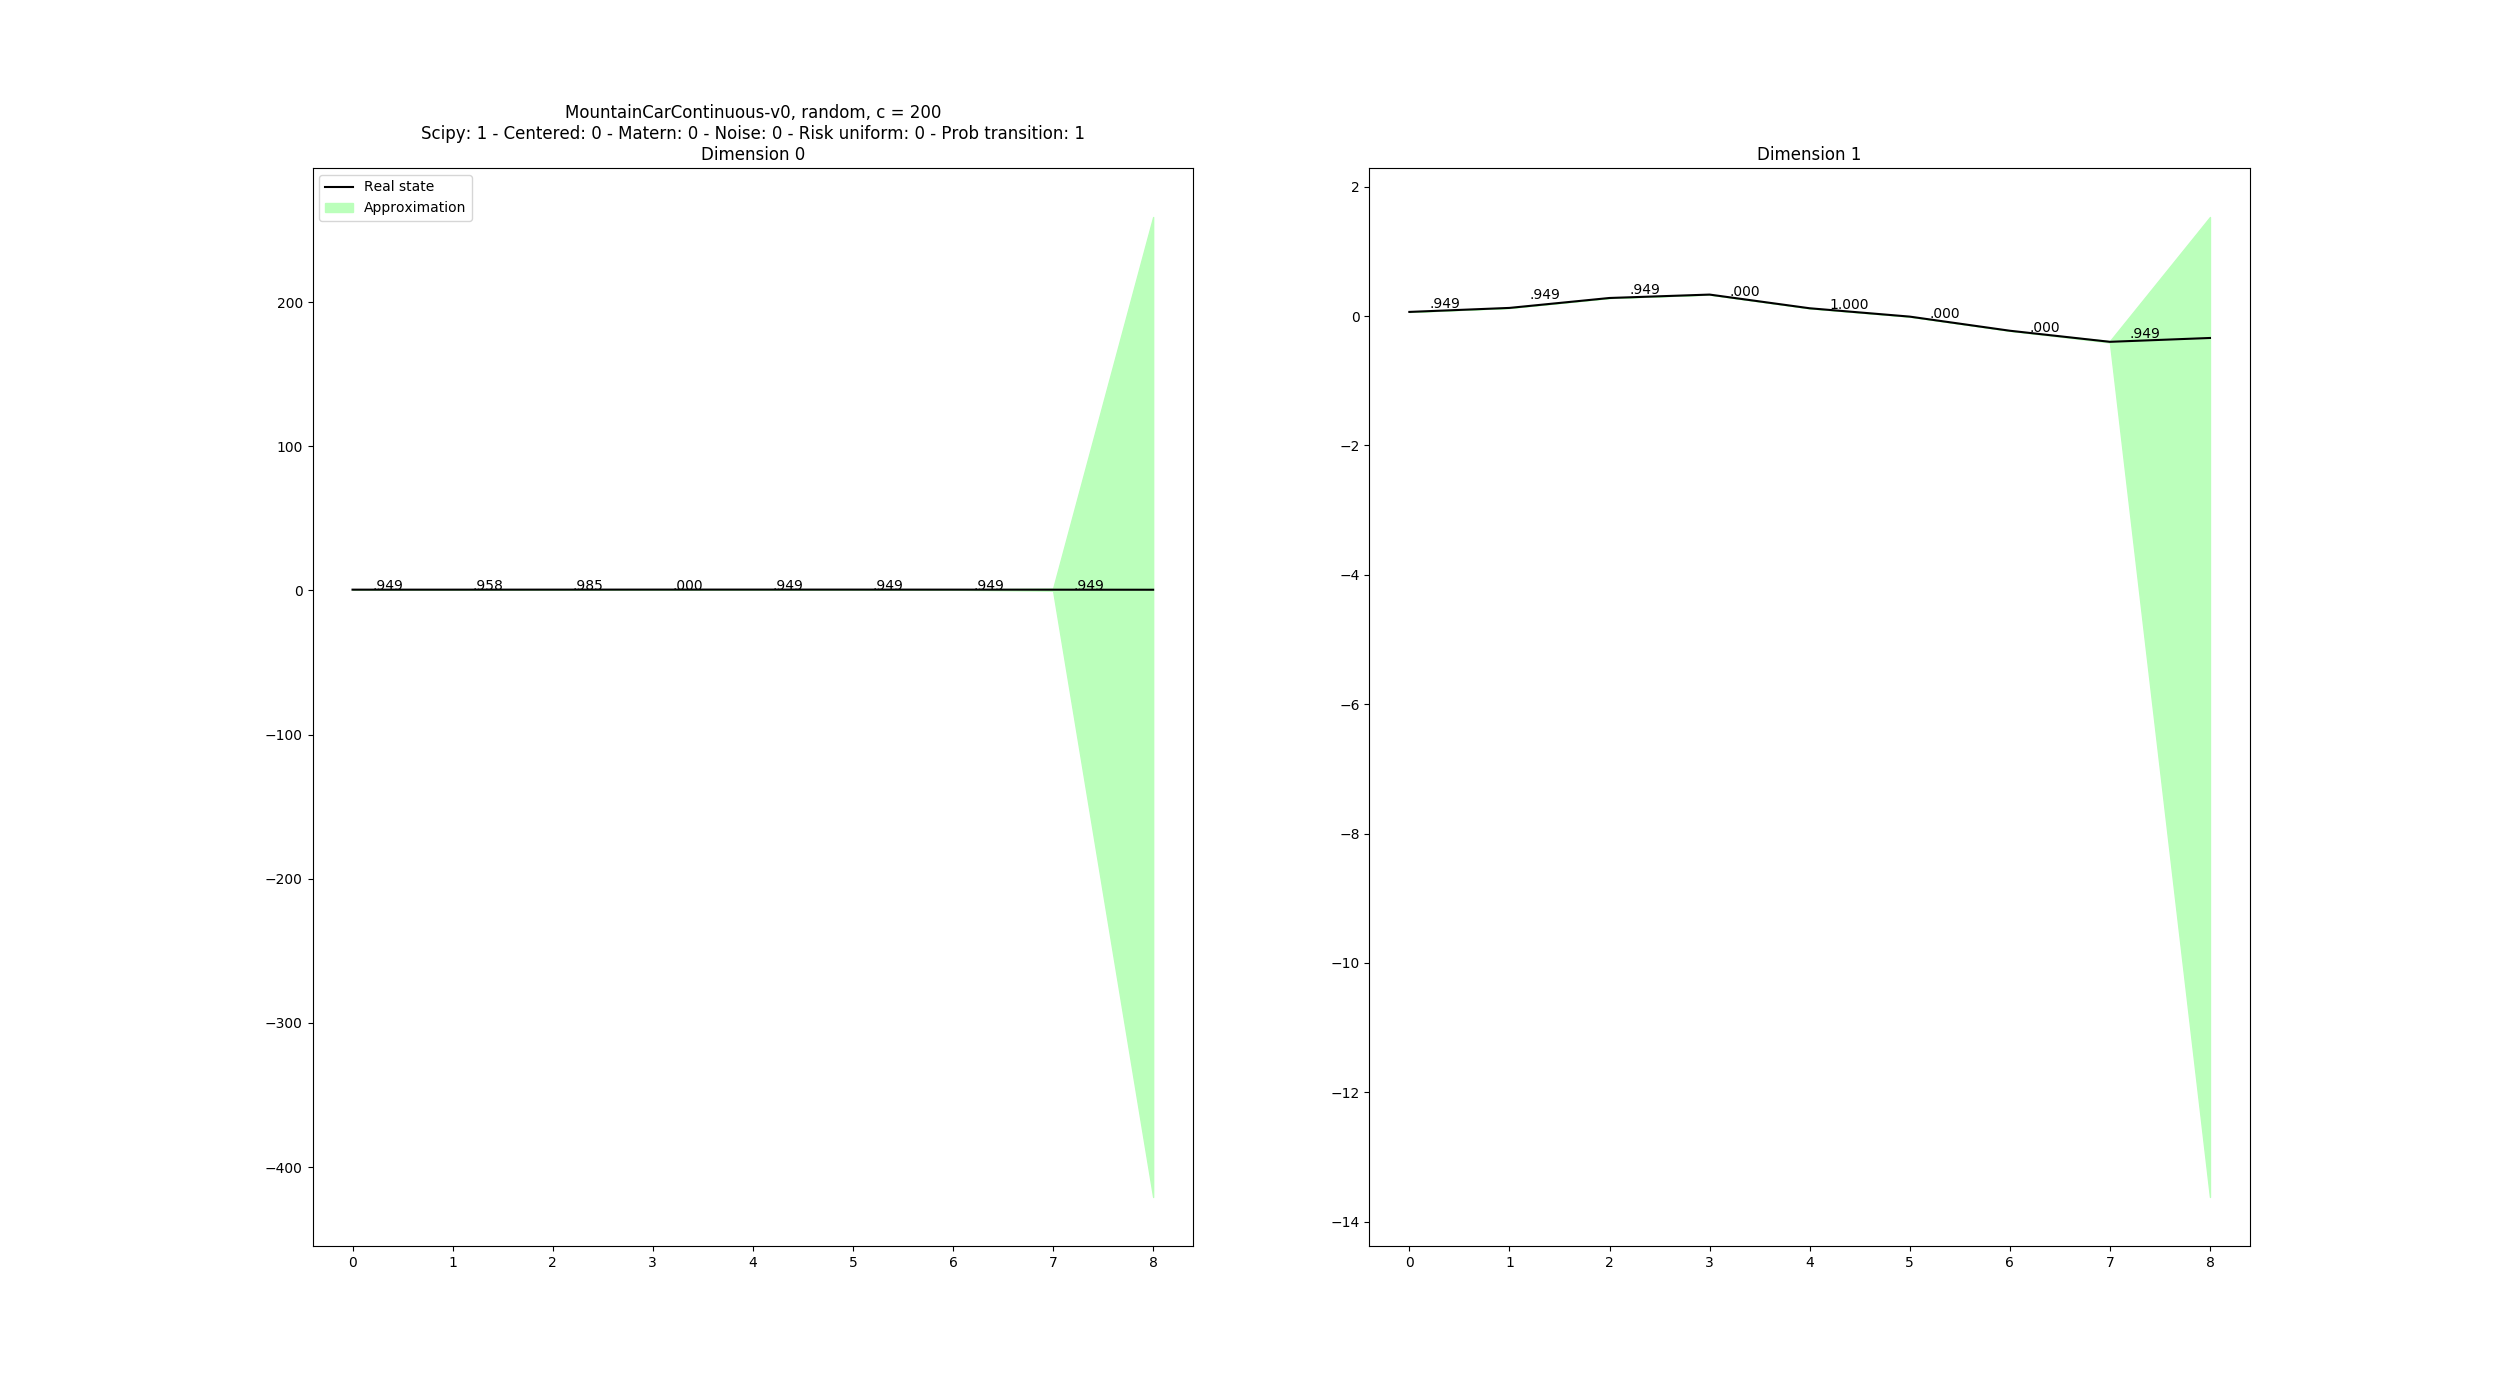 MountainCarContinuous-v0, random, c = 200
Scipy: 1 - Centered: 0 - Matern: 0 - Noise: 0 - Risk uniform: 0 - Prob transition: 1
Dimension 0
Real state
Approximation
200
100
0
−100
−200
−300
−400
.949 .958 .985 .000 .949 .949 .949 .949
0 1 2 3 4 5 6 7 8
Dimension 1
2
0
−2
−4
−6
−8
−10
−12
−14
.949 .949 .949 .000 1.000 .000 .000 .949
0 1 2 3 4 5 6 7 8